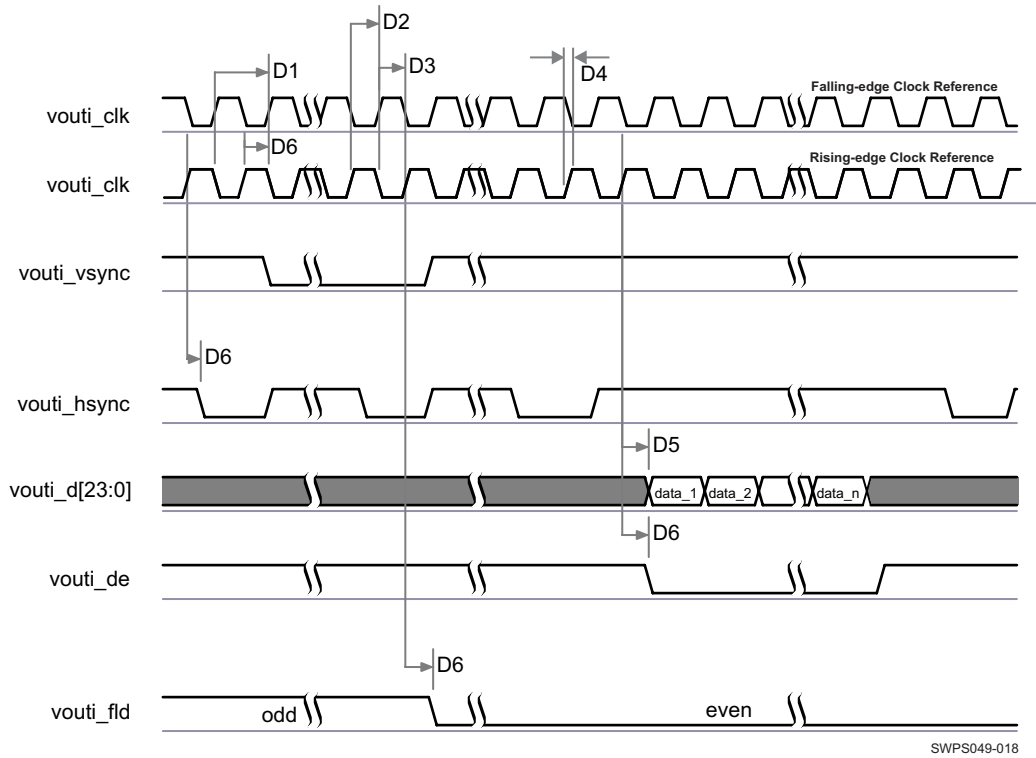 D2
D1
D3
D4
Falling-edge Clock Reference
vouti_clk
D6
Rising-edge Clock Reference
vouti_clk
vouti_vsync
D6
vouti_hsync
D5
vouti_d[23:0]
data_1 data_2 data_n
D6
vouti_de
D6
vouti_fld
odd even
SWPS049-018